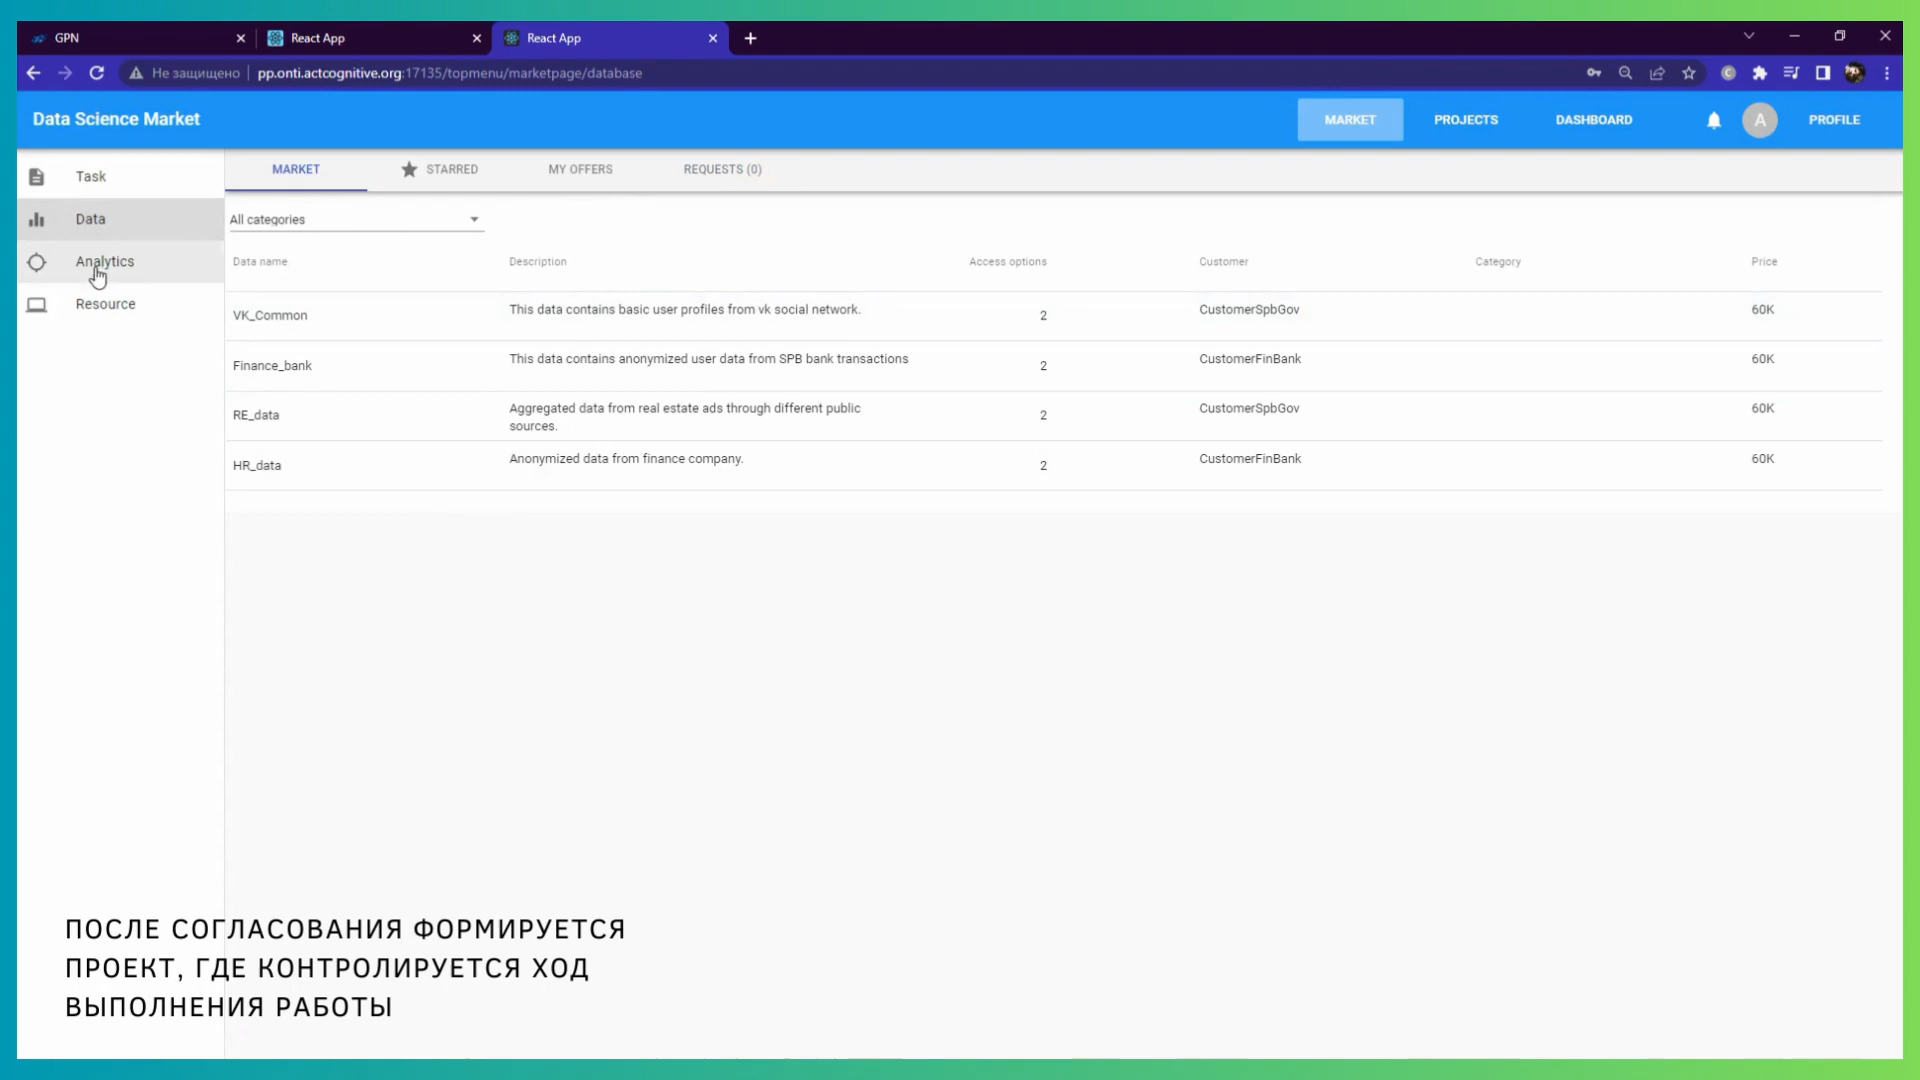 GPN
React App
React App
Не защищено
pp.onti.actcognitive.org:17135/topmenu/marketpage/database
Data Science Market
MARKET
PROJECTS
DASHBOARD
A
PROFILE
Task
Data
Analytics
Resource
MARKET
STARRED
MY OFFERS
REQUESTS (0)
All categories
Data name Description Access options Customer Category Price
VK_Common This data contains basic user profiles from vk social network. 2 CustomerSpbGov 60K
Finance_bank This data contains anonymized user data from SPB bank transactions 2 CustomerFinBank 60K
RE_data Aggregated data from real estate ads through different public 2 CustomerSpbGov 60K
sources.
HR_data Anonymized data from finance company. 2 CustomerFinBank 60K
ПОСЛЕ СОГЛАСОВАНИЯ ФОРМИРУЕТСЯ
ПРОЕКТ, ГДЕ КОНТРОЛИРУЕТСЯ ХОД
ВЫПОЛНЕНИЯ РАБОТЫ